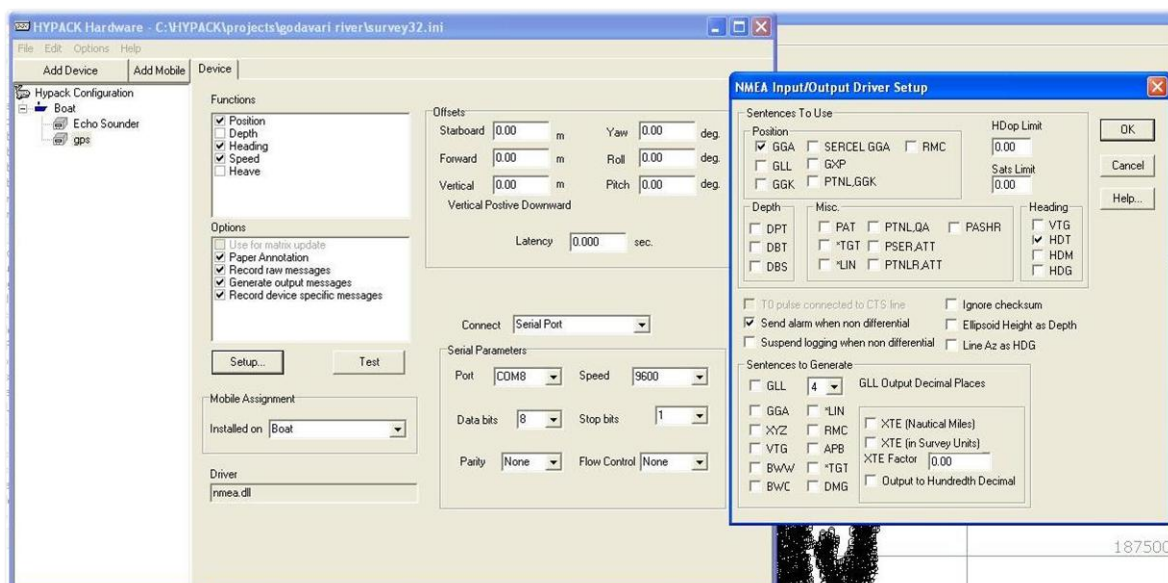 HYPACK Hardware - C:\HYPACK\projects\godavari river\survey32.ini
File Edit Options Help
Add Device Add Mobile Device
Hypack Configuration
Boat
Echo Sounder
gps
Functions
Position
Depth
Heading
Speed
Heave
Options
Use for matrix update
Paper Annotation
Record raw messages
Generate output messages
Record device specific messages
Setup... Test
Mobile Assignment
Installed on Boat
Driver
nmea.dll
Offsets
Starboard 0.00 m Yaw 0.00 deg.
Forward 0.00 m Roll 0.00 deg.
Vertical 0.00 m Pitch 0.00 deg.
Vertical Postive Downward
Latency 0.000 sec.
Connect Serial Port
Serial Parameters
Port COM8 Speed 9600
Data bits 8 Stop bits 1
Parity None Flow Control None
NMEA Input/Output Driver Setup
Sentences To Use
Position
GGA SERCEL GGA RMC
GLL GXP
GGK PTNL,GGK
HDop Limit
0.00
Sats Limit
0.00
OK
Cancel
Help...
Depth
DPT
DBT
DBS
Misc.
PAT PTNL,QA PASHR
*TGT PSER,ATT
*LIN PTNLR,ATT
Heading
VTG
HDT
HDM
HDG
T0 pulse connected to CTS line Ignore checksum
Send alarm when non differential Ellipsoid Height as Depth
Suspend logging when non differential Line Az as HDG
Sentences to Generate
GLL 4 GLL Output Decimal Places
GGA *LIN
XYZ RMC
VTG APB
BWW *TGT
BWC DMG
XTE (Nautical Miles)
XTE (in Survey Units)
XTE Factor 0.00
Output to Hundredth Decimal
187500